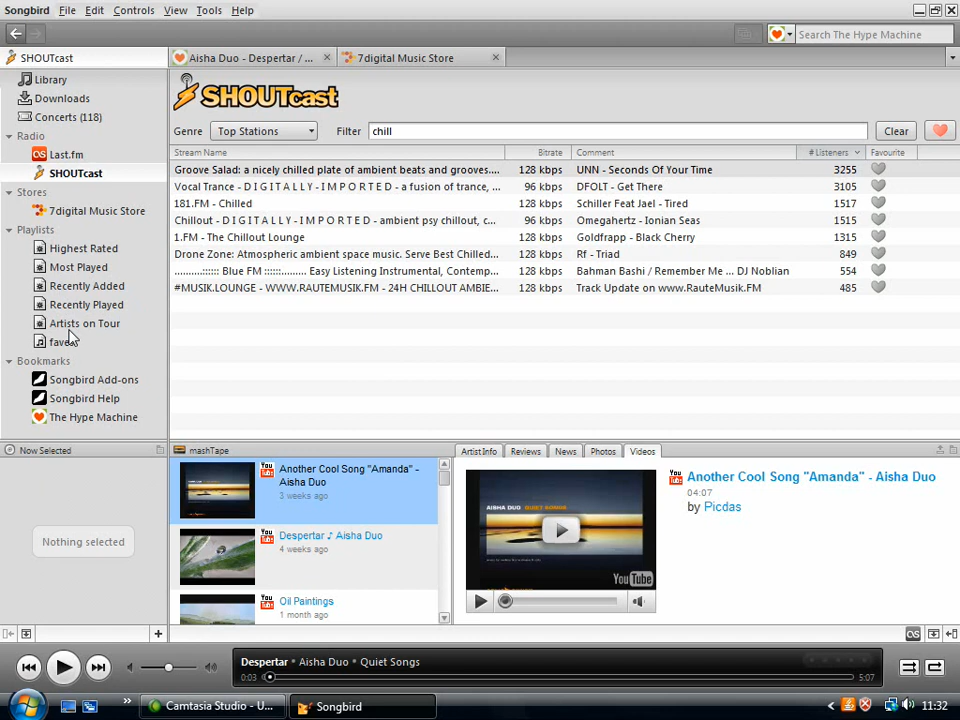 Songbird File Edit Controls View Tools Help
Search The Hype Machine
SHOUTcast
Aisha Duo - Despertar / ...
7digital Music Store
Library
Downloads
Concerts (118)
Radio
Last.fm
SHOUTcast
Stores
7digital Music Store
Playlists
Highest Rated
Most Played
Recently Added
Recently Played
Artists on Tour
Bookmarks
Songbird Add-ons
Songbird Help
The Hype Machine
SHOUTcast
Genre Top Stations Filter chill Clear
Stream Name Bitrate Comment # Listeners Favourite
Groove Salad: a nicely chilled plate of ambient beats and grooves.... 128 kbps UNN - Seconds Of Your Time 3255
Vocal Trance - D I G I T A L L Y - I M P O R T E D - a fusion of trance, ... 96 kbps DFOLT - Get There 3105
181.FM - Chilled 128 kbps Schiller Feat Jael - Tired 1517
Chillout - D I G I T A L L Y - I M P O R T E D - ambient psy chillout, c... 96 kbps Omegahertz - Ionian Seas 1515
1.FM - The Chillout Lounge 128 kbps Goldfrapp - Black Cherry 1315
Drone Zone: Atmospheric ambient space music. Serve Best Chilled... 128 kbps Rf - Triad 849
..........:::::: Blue FM ::::::.......... Easy Listening Instrumental, Contemp... 128 kbps Bahman Bashi / Remember Me ... DJ Noblian 554
#MUSIK.LOUNGE - WWW.RAUTEMUSIK.FM - 24H CHILLOUT AMBIE... 128 kbps Track Update on www.RauteMusik.FM 485
Now Selected
Nothing selected
mashTape
Artist Info Reviews News Photos Videos
You Tube
Another Cool Song "Amanda" -
Aisha Duo
3 weeks ago
You Tube
Despertar ♪ Aisha Duo
4 weeks ago
You Tube
Oil Paintings
1 month ago
AISHA DUO QUIET SONGS
YouTube
You Tube
Another Cool Song "Amanda" - Aisha Duo
04:07
by Picdas
Despertar • Aisha Duo • Quiet Songs
0:03 5:07
Camtasia Studio - U...
Songbird
11:32